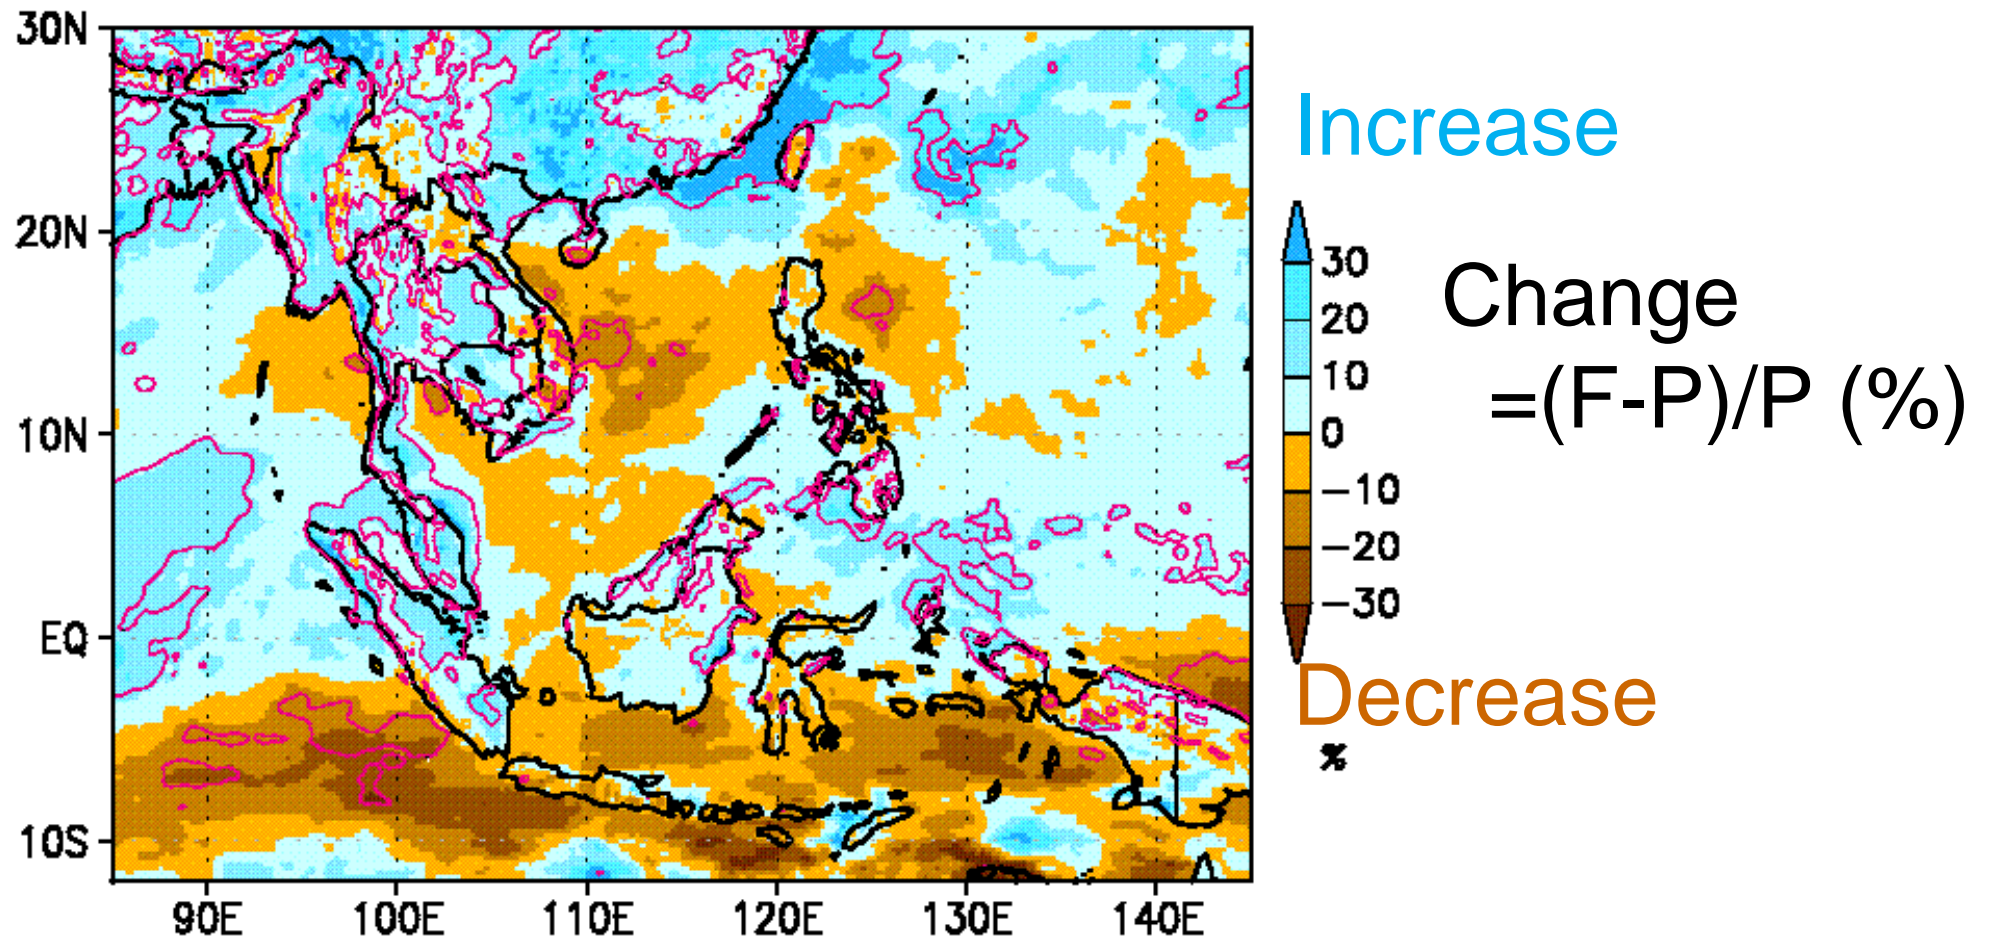 30N
20N
10N
EQ
10S
90E
100E
110E
120E
130E
140E
Increase
30
20
10
0
−10
−20
−30
Decrease
%
Change
=(F-P)/P (%)